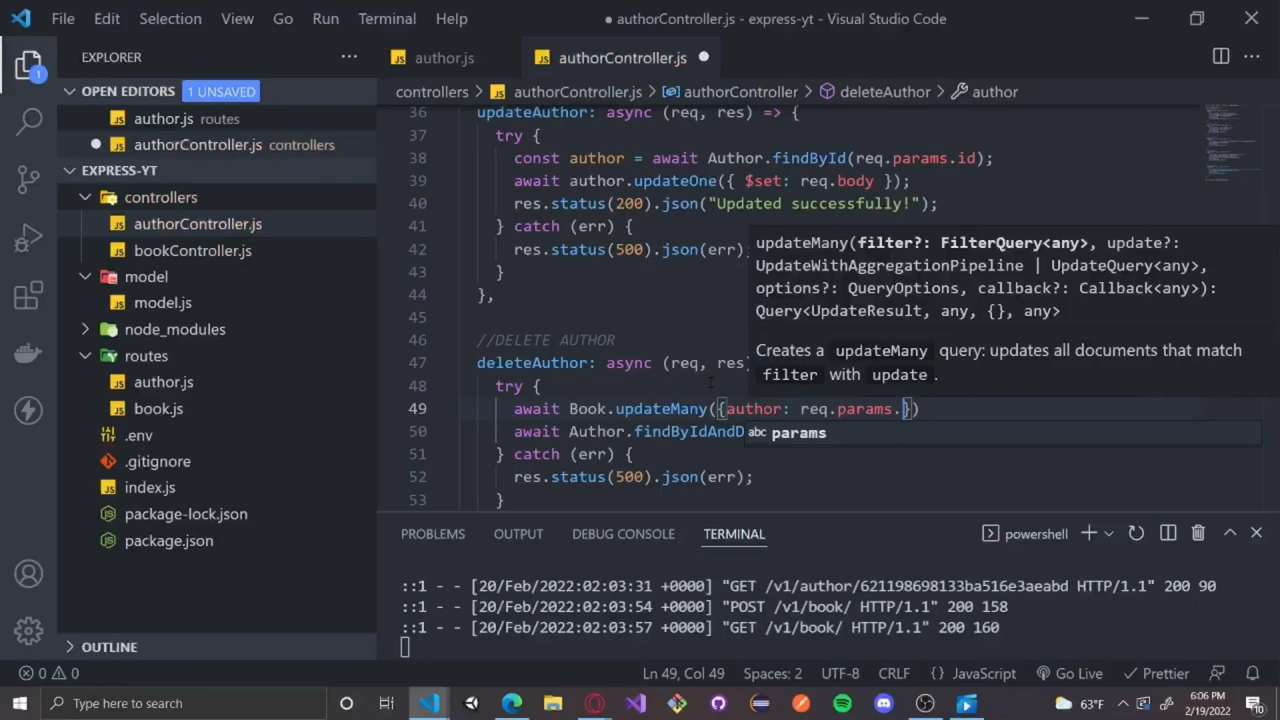 File Edit Selection View Go Run Terminal Help
● authorController.js - express-yt - Visual Studio Code
EXPLORER
OPEN EDITORS 1 UNSAVED
author.js routes
authorController.js controllers
EXPRESS-YT
controllers
authorController.js
bookController.js
model
model.js
node_modules
routes
author.js
book.js
.env
.gitignore
index.js
package-lock.json
package.json
OUTLINE
author.js authorController.js
controllers > authorController.js > authorController > deleteAuthor > author
36 updateAuthor: async (req, res) => {
37 try {
38 const author = await Author.findById(req.params.id);
39 await author.updateOne({ $set: req.body });
40 res.status(200).json("Updated successfully!");
41 } catch (err) {
42 res.status(500).json(err);
43 }
44 },
45
46 //DELETE AUTHOR
47 deleteAuthor: async (req, res)
48 try {
49 await Book.updateMany({author: req.params.})
50 await Author.findByIdAndD
51 } catch (err) {
52 res.status(500).json(err);
53 }
updateMany(filter?: FilterQuery<any>, update?:
UpdateWithAggregationPipeline | UpdateQuery<any>,
options?: QueryOptions, callback?: Callback<any>):
Query<UpdateResult, any, {}, any>
Creates a updateMany query: updates all documents that match
filter with update .
abc params
PROBLEMS OUTPUT DEBUG CONSOLE TERMINAL
powershell
::1 - - [20/Feb/2022:02:03:31 +0000] "GET /v1/author/621198698133ba516e3aeabd HTTP/1.1" 200 90
::1 - - [20/Feb/2022:02:03:54 +0000] "POST /v1/book/ HTTP/1.1" 200 158
::1 - - [20/Feb/2022:02:03:57 +0000] "GET /v1/book/ HTTP/1.1" 200 160
0 0 Ln 49, Col 49 Spaces: 2 UTF-8 CRLF {} JavaScript Go Live Prettier
Type here to search
63°F
6:06 PM
2/19/2022
10